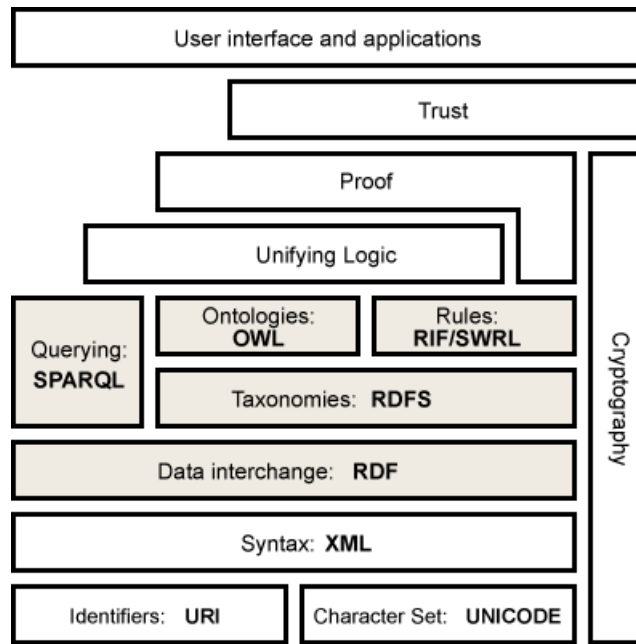 User interface and applications
Trust
Proof
Unifying Logic
Querying:
SPARQL
Ontologies:
OWL
Rules:
RIF/SWRL
Taxonomies: RDFS
Data interchange: RDF
Syntax: XML
Identifiers: URI
Character Set: UNICODE
Cryptography